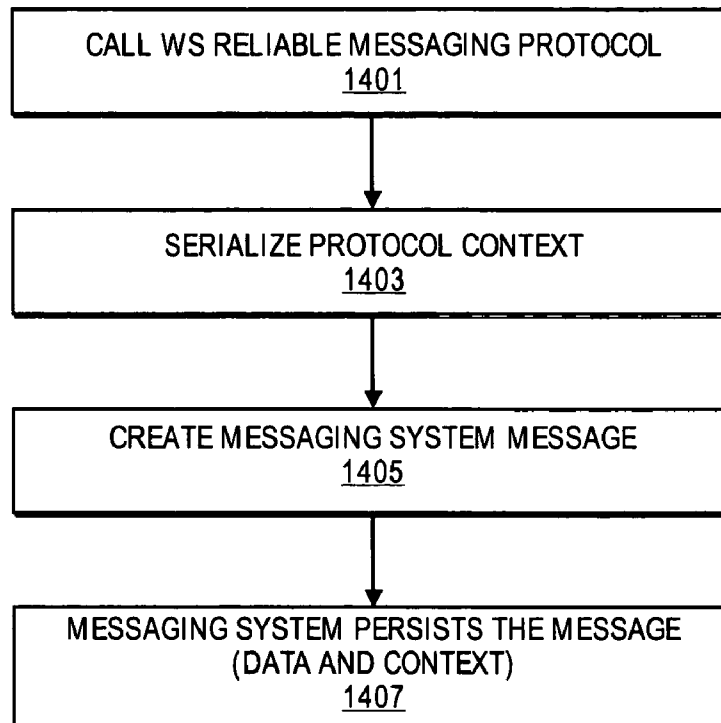 CALL WS RELIABLE MESSAGING PROTOCOL
1401
SERIALIZE PROTOCOL CONTEXT
1403
CREATE MESSAGING SYSTEM MESSAGE
1405
MESSAGING SYSTEM PERSISTS THE MESSAGE
(DATA AND CONTEXT)
1407